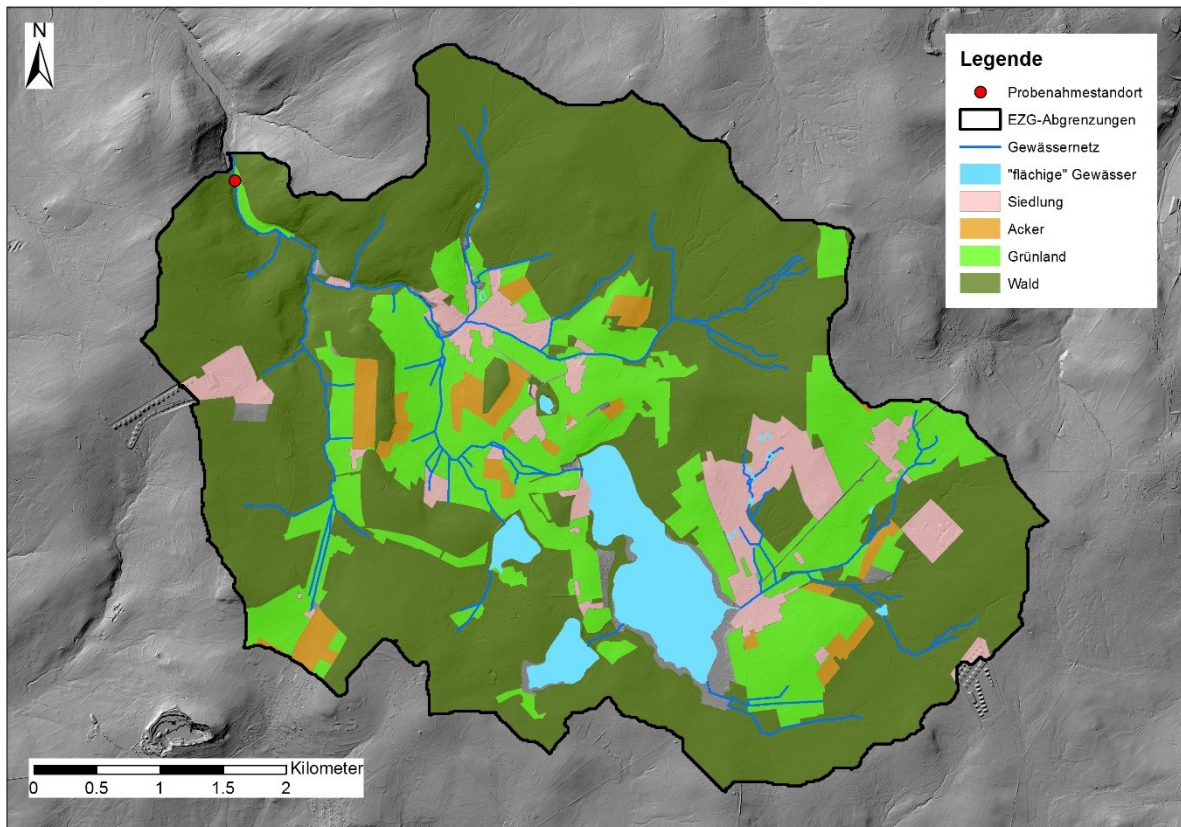 N
Legende
Probenahmestandort
EZG-Abgrenzungen
Gewässernetz
"flächige" Gewässer
Siedlung
Acker
Grünland
Wald
Kilometer
0 0.5 1 1.5 2